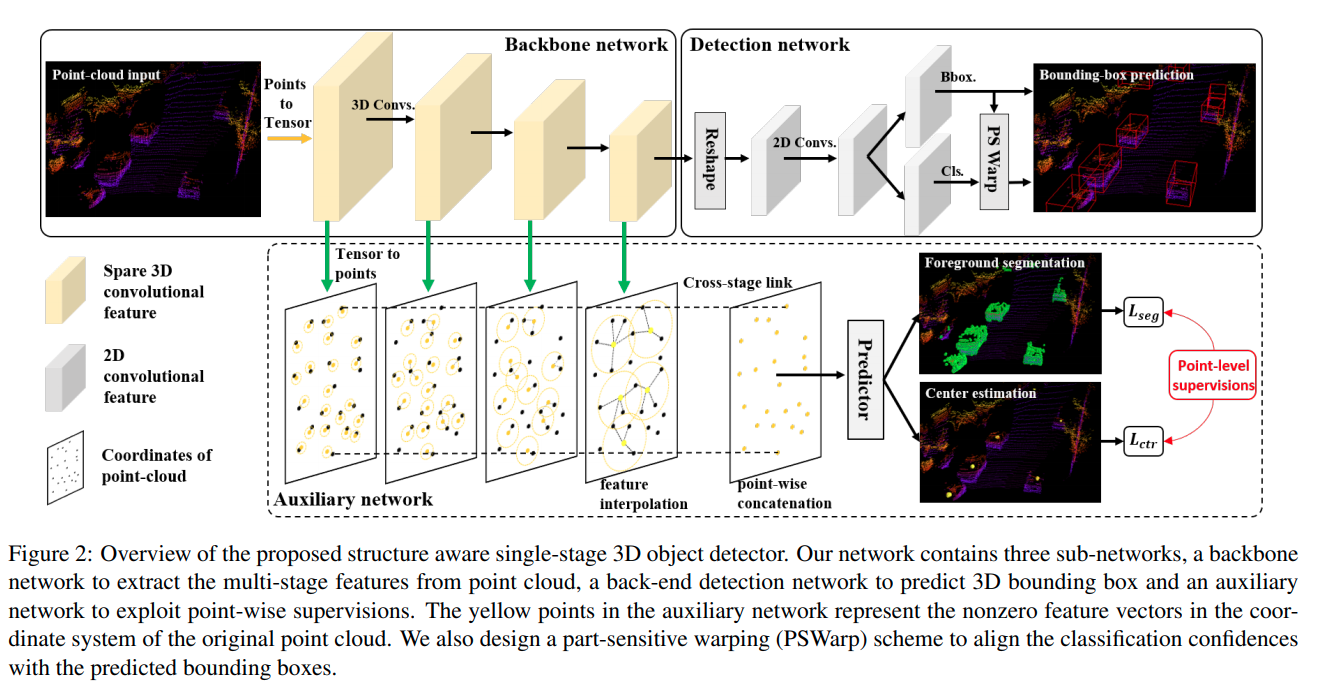 Backbone network
Detection network
Point-cloud input
Points
to
Tensor
3D Convs.
Reshape
2D Convs.
Bbox.
Cls.
PS Warp
Bounding-box prediction
Tensor to
points
Cross-stage link
Spare 3D
convolutional
feature
2D
convolutional
feature
Coordinates of
point-cloud
Auxiliary network
feature
interpolation
point-wise
concatenation
Predictor
Foreground segmentation
Center estimation
L_seg
L_ctr
Point-level
supervisions
Figure 2: Overview of the proposed structure aware single-stage 3D object detector. Our network contains three sub-networks, a backbone
network to extract the multi-stage features from point cloud, a back-end detection network to predict 3D bounding box and an auxiliary
network to exploit point-wise supervisions. The yellow points in the auxiliary network represent the nonzero feature vectors in the coor-
dinate system of the original point cloud. We also design a part-sensitive warping (PSWarp) scheme to align the classification confidences
with the predicted bounding boxes.